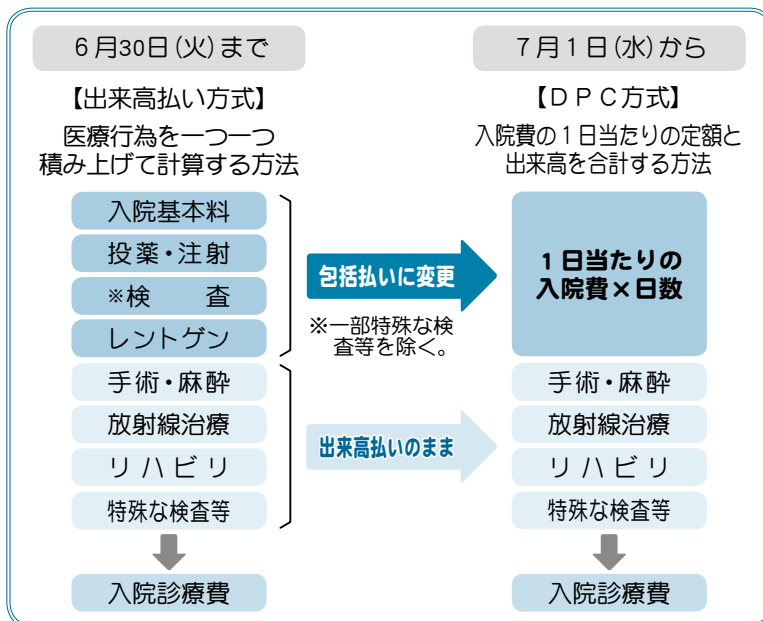 6月30日(火)まで
【出来高払い方式】
医療行為を一つ一つ
積み上げて計算する方法
入院基本料
投薬・注射
※検　査
レントゲン
手術・麻酔
放射線治療
リハビリ
特殊な検査等
入院診療費
包括払いに変更
※一部特殊な検
査等を除く。
出来高払いのまま
7月1日(水)から
【DPC方式】
入院費の1日当たりの定額と
出来高を合計する方法
1日当たりの
入院費×日数
手術・麻酔
放射線治療
リハビリ
特殊な検査等
入院診療費